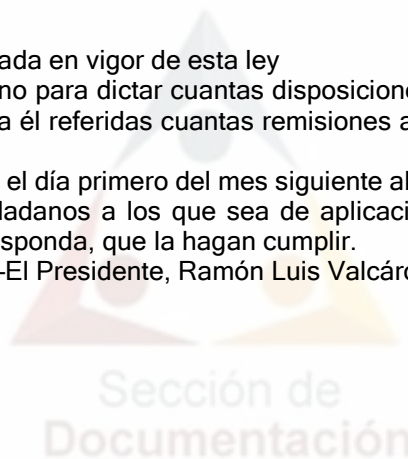 ada en vigor de esta ley
no para dictar cuantas disposicion
a él referidas cuantas remisiones a
el día primero del mes siguiente al
dadanos a los que sea de aplicaci
sponda, que la hagan cumplir.
-El Presidente, Ramón Luis Valcár
Sección de
Documentación